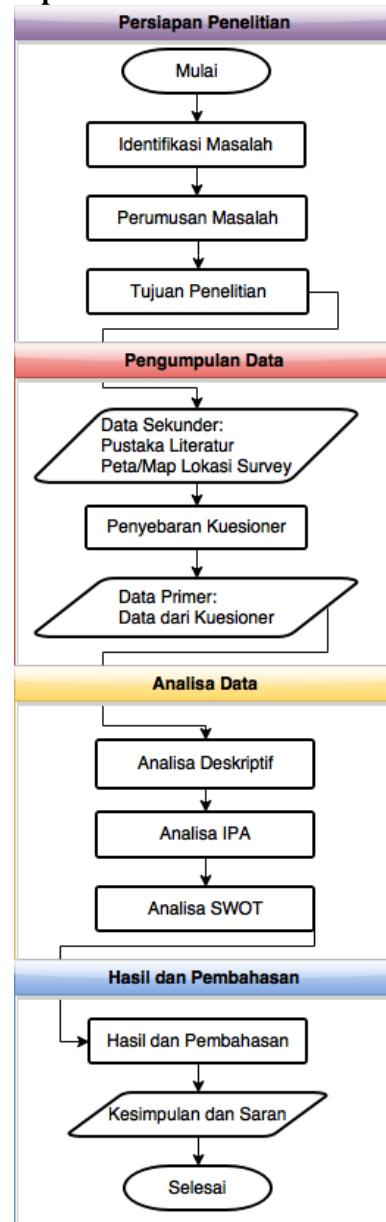 Persiapan Penelitian
Mulai
Identifikasi Masalah
Perumusan Masalah
Tujuan Penelitian
Pengumpulan Data
Data Sekunder:
Pustaka Literatur
Peta/Map Lokasi Survey
Penyebaran Kuesioner
Data Primer:
Data dari Kuesioner
Analisa Data
Analisa Deskriptif
Analisa IPA
Analisa SWOT
Hasil dan Pembahasan
Hasil dan Pembahasan
Kesimpulan dan Saran
Selesai